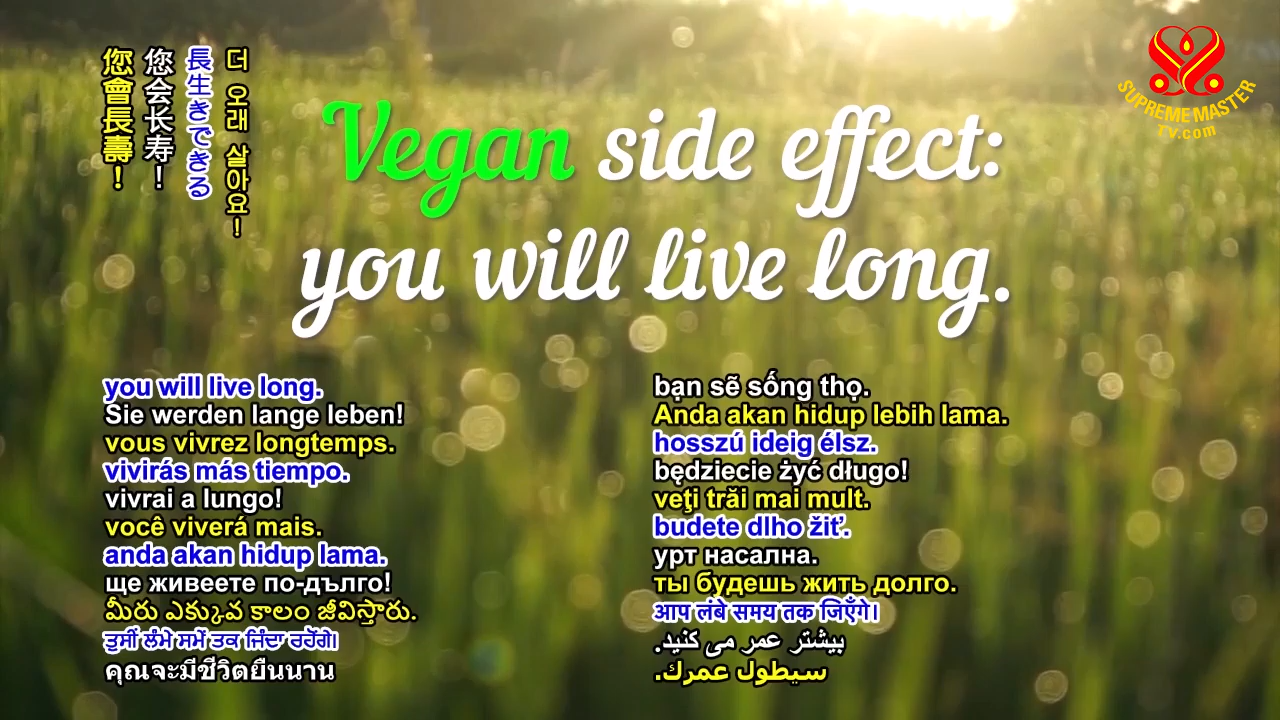 더 오래 살아요!
長生きできる
您会长寿！
您會長壽！
SUPREME MASTER
TV.com
Vegan side effect:
you will live long.
you will live long.
Sie werden lange leben!
vous vivrez longtemps.
vivirás más tiempo.
vivrai a lungo!
você viverá mais.
anda akan hidup lama.
ще живеете по-дълго!
మీరు ఎక్కువ కాలం జీవిస్తారు.
ਤੁਸੀਂ ਲੰਮੇ ਸਮੇਂ ਤਕ ਜਿੰਦਾ ਰਹੋਂਗੇ।
คุณจะมีชีวิตยืนนาน
bạn sẽ sống thọ.
Anda akan hidup lebih lama.
hosszú ideig élsz.
będziecie żyć długo!
veţi trăi mai mult.
budete dlho žiť.
урт насална.
ты будешь жить долго.
आप लंबे समय तक जिएँगे।
بیشتر عمر می کنید.
سيطول عمرك.